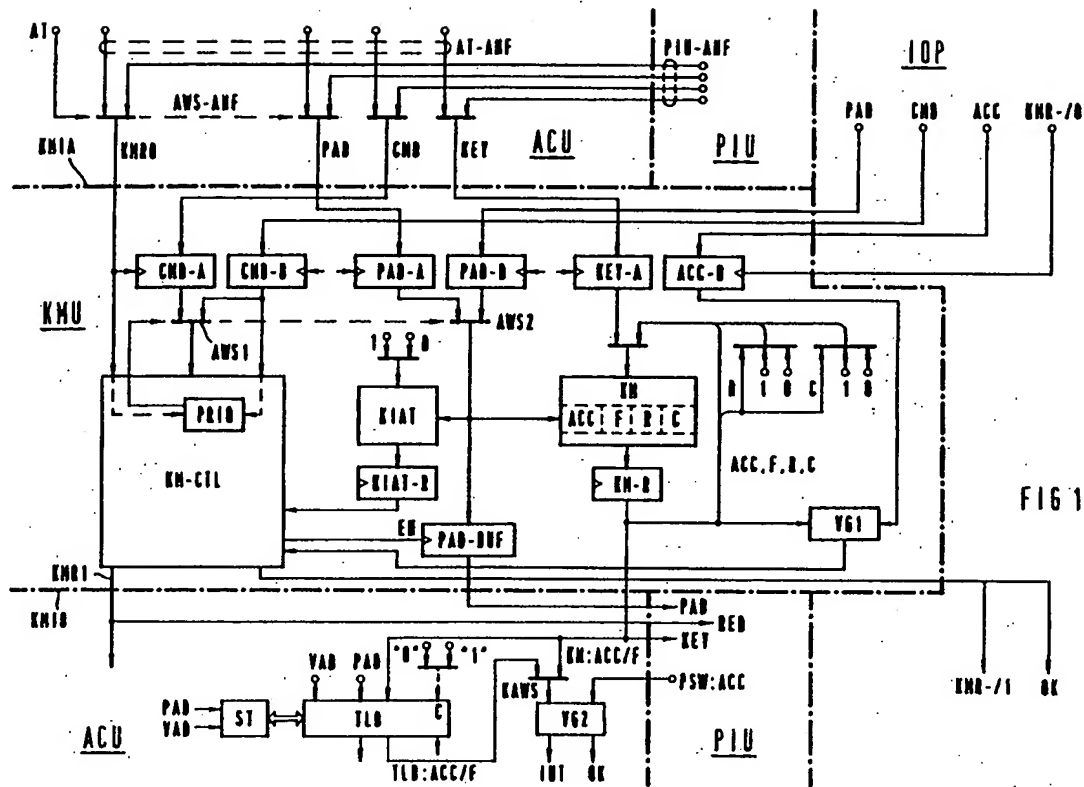 AT
AT-ANF
PIU-ANF
IOP
AWS-ANF
PAD CMD ACC KMR-/0
KMIA
KMR0
PAD
CMD
KEY
ACU
PIU
CMD-A
CMD-B
PAD-A
PAD-B
KEY-A
ACC-B
KMU
AWS1
AWS2
1 0
PRIO
KM-CTL
KIAT
KM
ACC F R C
R 1 0 C 1 0
KIAT-R
KM-R
ACC, F, R, C
FIG 1
EN
PAD-BUF
VG1
KMR1
KMIB
PAD
REQ
KEY
VAD PAD "0" "1"
KM:ACC/F
KAWS
PSW:ACC
KMR-/1 OK
PAD
VAD
ST
TLB
C
VG2
ACU
TLB:ACC/F
INT OK
PIU